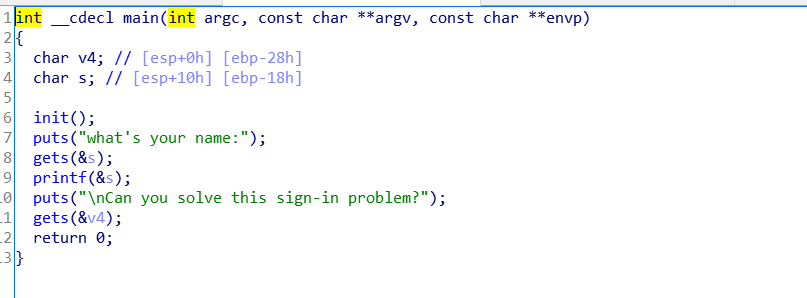 1 int __cdecl main(int argc, const char **argv, const char **envp)
2 {
3   char v4; // [esp+0h] [ebp-28h]
4   char s; // [esp+10h] [ebp-18h]
5
6   init();
7   puts("what's your name:");
8   gets(&s);
9   printf(&s);
10   puts("\nCan you solve this sign-in problem?");
11   gets(&v4);
12   return 0;
13 }